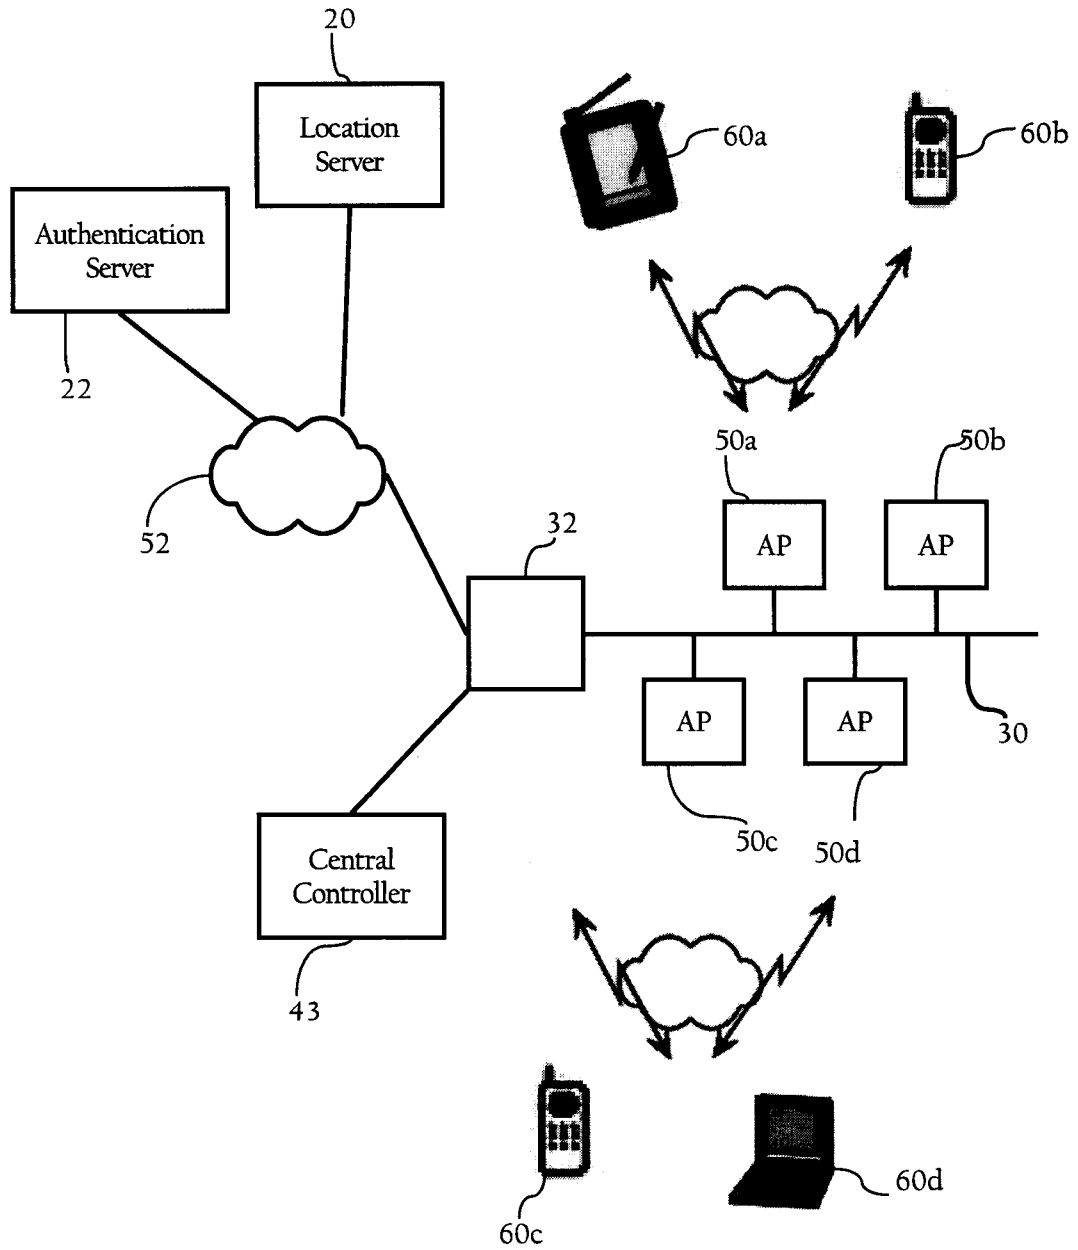 20
Location
Server
60a
60b
Authentication
Server
22
50a
50b
52
32
AP
AP
AP
AP
30
50c
50d
Central
Controller
43
60c
60d